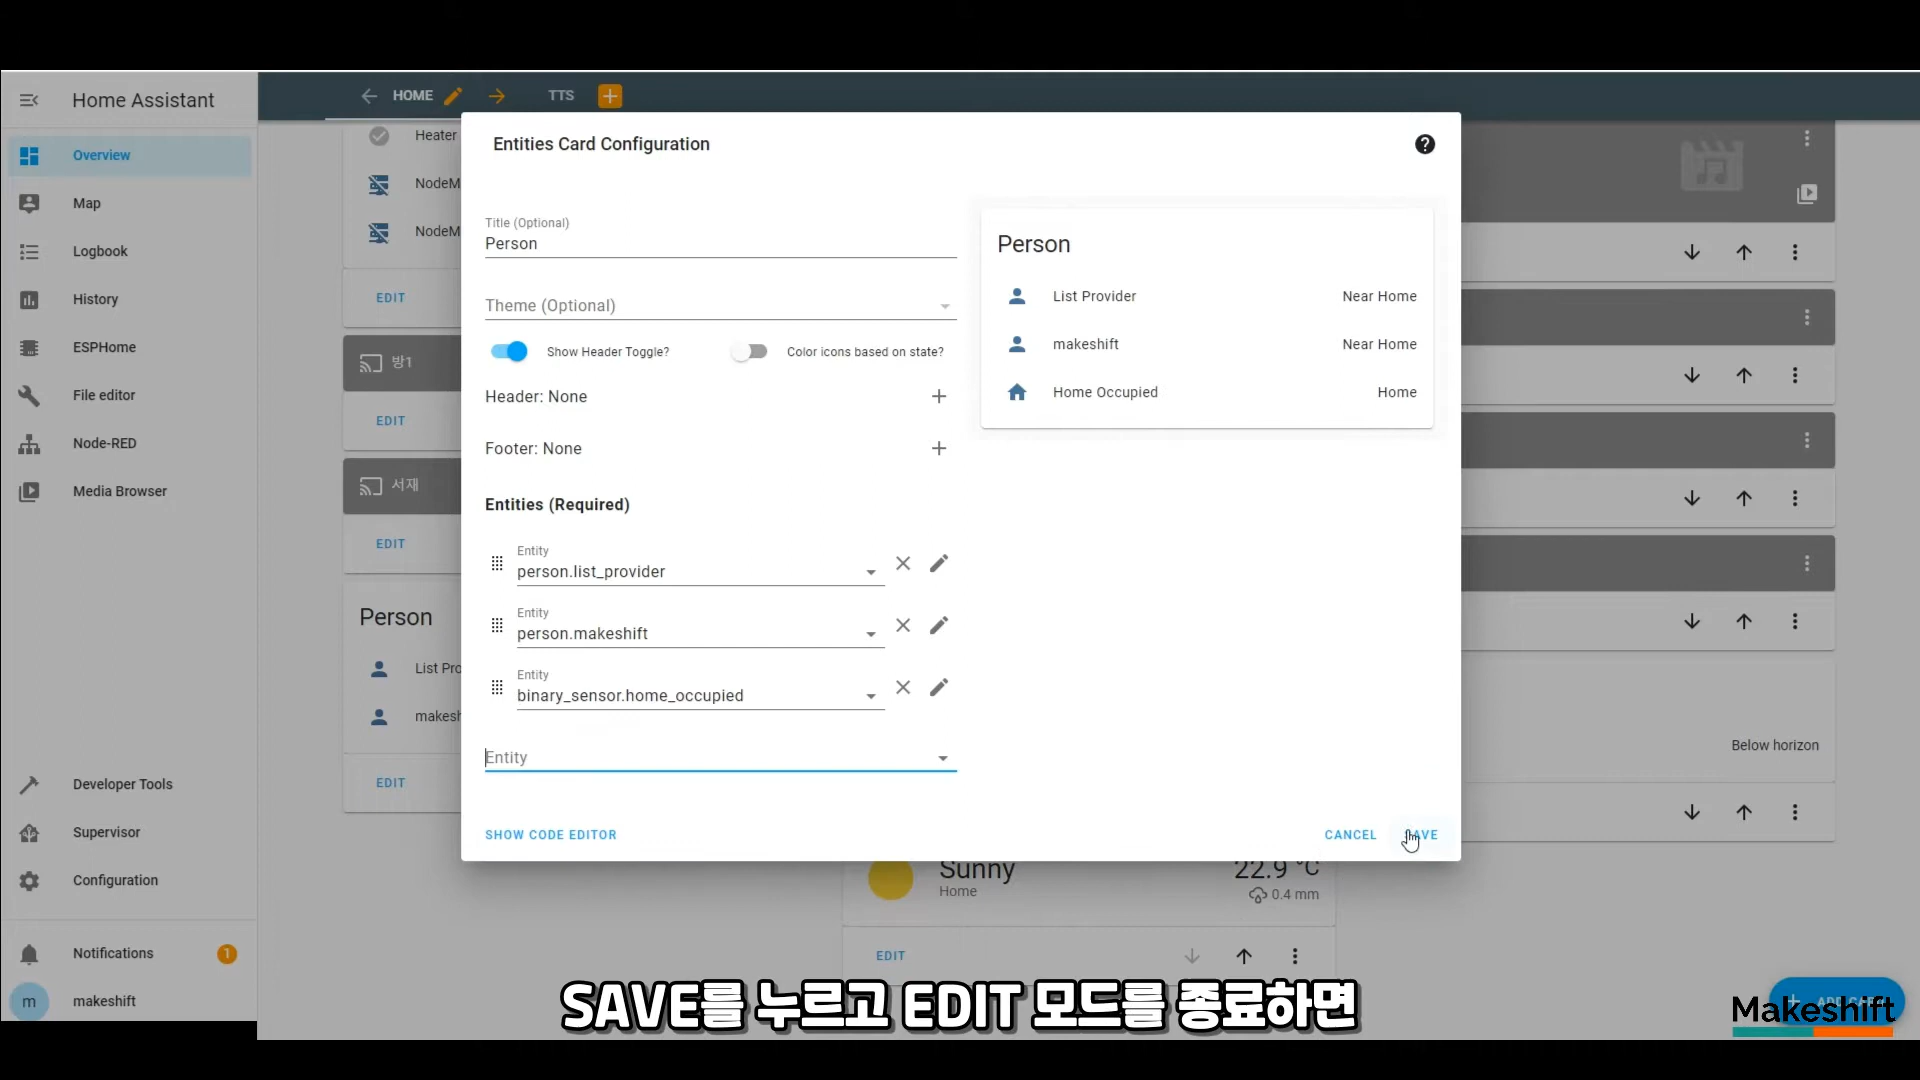 Home Assistant
HOME
TTS
Overview
Map
Logbook
History
ESPHome
File editor
Node-RED
Media Browser
Developer Tools
Supervisor
Configuration
Notifications
1
m
makeshift
Heater
NodeM
NodeM
EDIT
방1
EDIT
서재
EDIT
Person
List Pro
makesh
EDIT
Entities Card Configuration
Title (Optional)
Person
Theme (Optional)
Show Header Toggle?
Color icons based on state?
Header: None
Footer: None
Entities (Required)
Entity
person.list_provider
Entity
person.makeshift
Entity
binary_sensor.home_occupied
Entity
SHOW CODE EDITOR
CANCEL
SAVE
Person
List Provider Near Home
makeshift Near Home
Home Occupied Home
Below horizon
Sunny 22.9 °C
Home 0.4 mm
EDIT
ADD CARD
SAVE를 누르고 EDIT 모드를 종료하면
Makeshift